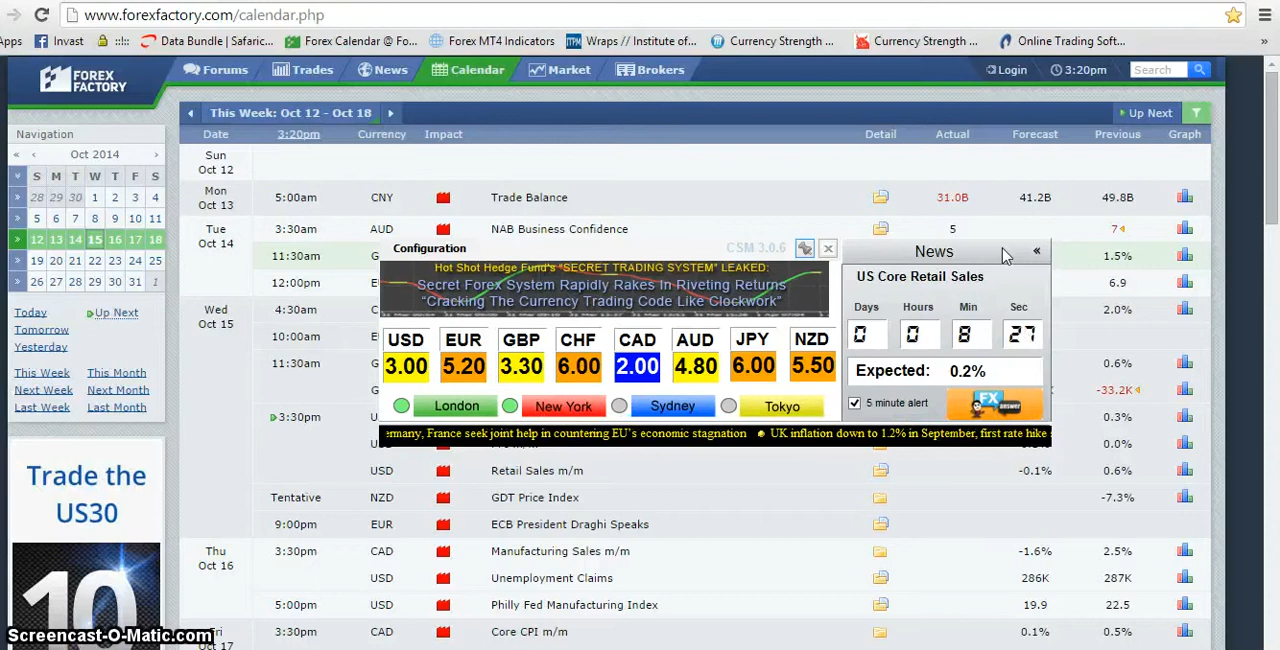 www.forexfactory.com/calendar.php
Apps Invast :::. Data Bundle | Safaric... Forex Calendar @ Fo... Forex MT4 Indicators Wraps // Institute of... Currency Strength ... Currency Strength ... Online Trading Soft... »
FOREX FACTORY Forums Trades News Calendar Market Brokers Login 3:20pm Search
Navigation
« ‹ Oct 2014 ›
S M T W T F S
» 28 29 30 1 2 3 4
» 5 6 7 8 9 10 11
» 12 13 14 15 16 17 18
» 19 20 21 22 23 24 25
» 26 27 28 29 30 31 1
Today Up Next
Tomorrow
Yesterday
This Week This Month
Next Week Next Month
Last Week Last Month
Trade the
US30
10
This Week: Oct 12 - Oct 18 Up Next
Date 3:20pm Currency Impact Detail Actual Forecast Previous Graph
Sun
Oct 12
Mon
Oct 13 5:00am CNY Trade Balance 31.0B 41.2B 49.8B
Tue
Oct 14 3:30am AUD NAB Business Confidence 5 7
11:30am G 1.5%
12:00pm E 6.9
Wed
Oct 15 4:30am C 2.0%
10:00am E
11:30am G 0.6%
G -33.2K
3:30pm U 0.3%
U 0.0%
USD Retail Sales m/m -0.1% 0.6%
Tentative NZD GDT Price Index -7.3%
9:00pm EUR ECB President Draghi Speaks
Thu
Oct 16 3:30pm CAD Manufacturing Sales m/m -1.6% 2.5%
USD Unemployment Claims 286K 287K
5:00pm USD Philly Fed Manufacturing Index 19.9 22.5
Fri
Oct 17 3:30pm CAD Core CPI m/m 0.1% 0.5%
Configuration CSM 3.0.6
Hot Shot Hedge Fund's "SECRET TRADING SYSTEM" LEAKED:
Secret Forex System Rapidly Rakes In Riveting Returns
"Cracking The Currency Trading Code Like Clockwork"
USD EUR GBP CHF CAD AUD JPY NZD
3.00 5.20 3.30 6.00 2.00 4.80 6.00 5.50
London New York Sydney Tokyo
News «
US Core Retail Sales
Days Hours Min Sec
0 0 8 27
Expected: 0.2%
5 minute alert FX answer
ermany, France seek joint help in countering EU's economic stagnation UK inflation down to 1.2% in September, first rate hike
Screencast-O-Matic.com